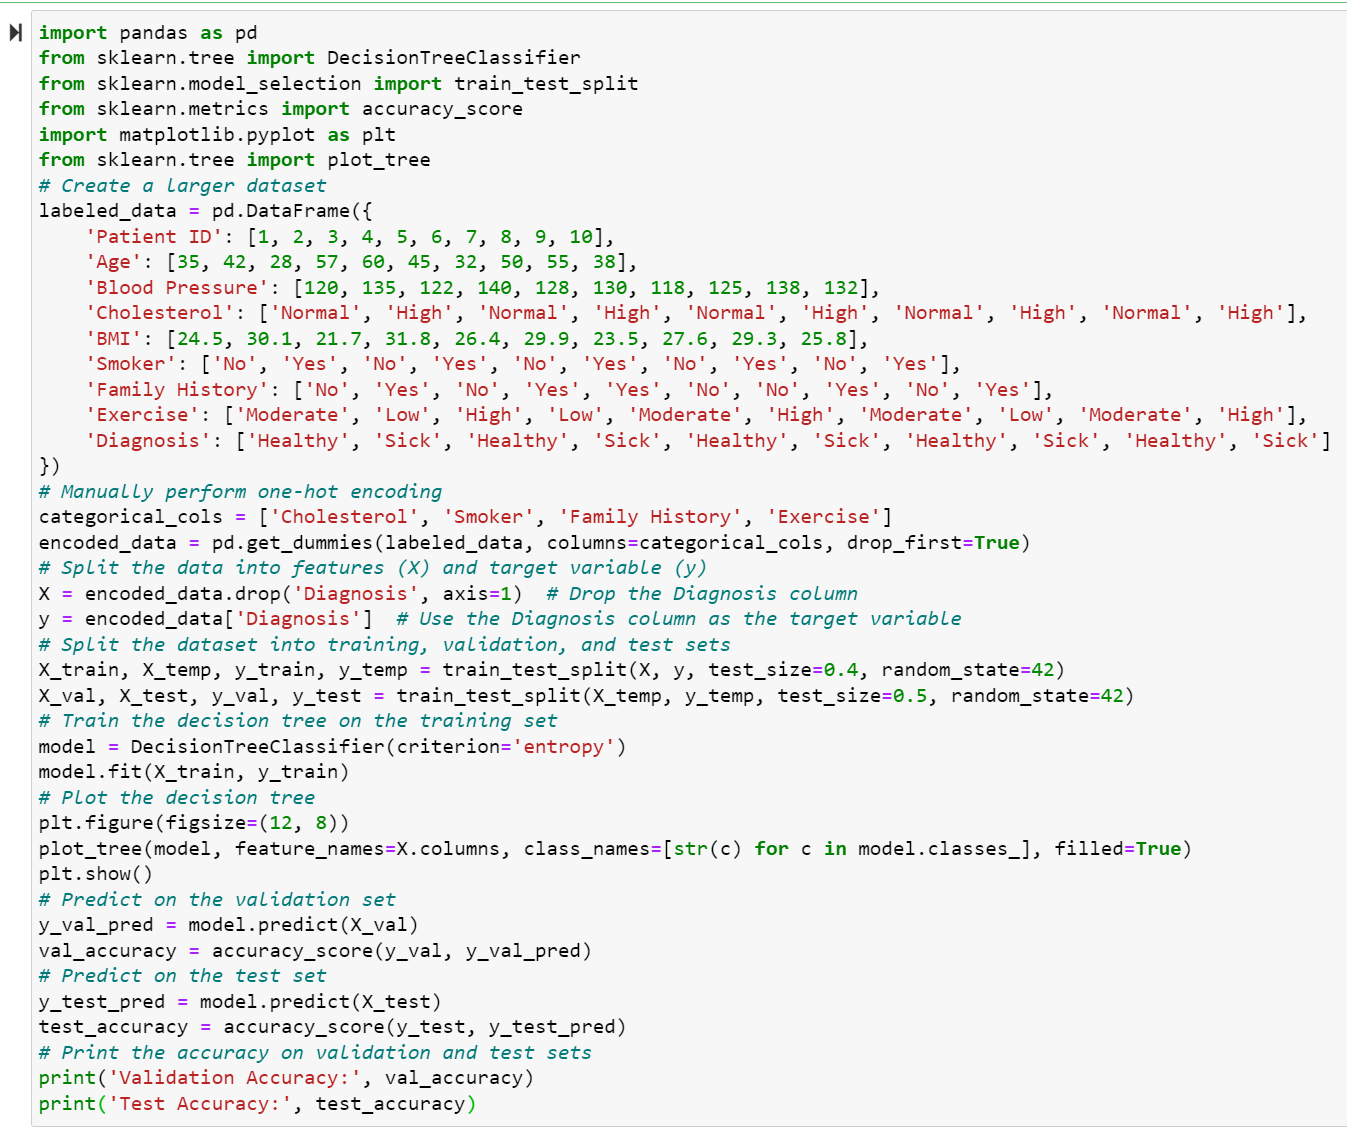 import pandas as pd
from sklearn.tree import DecisionTreeClassifier
from sklearn.model_selection import train_test_split
from sklearn.metrics import accuracy_score
import matplotlib.pyplot as plt
from sklearn.tree import plot_tree
# Create a larger dataset
labeled_data = pd.DataFrame({
    'Patient ID': [1, 2, 3, 4, 5, 6, 7, 8, 9, 10],
    'Age': [35, 42, 28, 57, 60, 45, 32, 50, 55, 38],
    'Blood Pressure': [120, 135, 122, 140, 128, 130, 118, 125, 138, 132],
    'Cholesterol': ['Normal', 'High', 'Normal', 'High', 'Normal', 'High', 'Normal', 'High', 'Normal', 'High'],
    'BMI': [24.5, 30.1, 21.7, 31.8, 26.4, 29.9, 23.5, 27.6, 29.3, 25.8],
    'Smoker': ['No', 'Yes', 'No', 'Yes', 'No', 'Yes', 'No', 'Yes', 'No', 'Yes'],
    'Family History': ['No', 'Yes', 'No', 'Yes', 'Yes', 'No', 'No', 'Yes', 'No', 'Yes'],
    'Exercise': ['Moderate', 'Low', 'High', 'Low', 'Moderate', 'High', 'Moderate', 'Low', 'Moderate', 'High'],
    'Diagnosis': ['Healthy', 'Sick', 'Healthy', 'Sick', 'Healthy', 'Sick', 'Healthy', 'Sick', 'Healthy', 'Sick']
})
# Manually perform one-hot encoding
categorical_cols = ['Cholesterol', 'Smoker', 'Family History', 'Exercise']
encoded_data = pd.get_dummies(labeled_data, columns=categorical_cols, drop_first=True)
# Split the data into features (X) and target variable (y)
X = encoded_data.drop('Diagnosis', axis=1)  # Drop the Diagnosis column
y = encoded_data['Diagnosis']  # Use the Diagnosis column as the target variable
# Split the dataset into training, validation, and test sets
X_train, X_temp, y_train, y_temp = train_test_split(X, y, test_size=0.4, random_state=42)
X_val, X_test, y_val, y_test = train_test_split(X_temp, y_temp, test_size=0.5, random_state=42)
# Train the decision tree on the training set
model = DecisionTreeClassifier(criterion='entropy')
model.fit(X_train, y_train)
# Plot the decision tree
plt.figure(figsize=(12, 8))
plot_tree(model, feature_names=X.columns, class_names=[str(c) for c in model.classes_], filled=True)
plt.show()
# Predict on the validation set
y_val_pred = model.predict(X_val)
val_accuracy = accuracy_score(y_val, y_val_pred)
# Predict on the test set
y_test_pred = model.predict(X_test)
test_accuracy = accuracy_score(y_test, y_test_pred)
# Print the accuracy on validation and test sets
print('Validation Accuracy:', val_accuracy)
print('Test Accuracy:', test_accuracy)